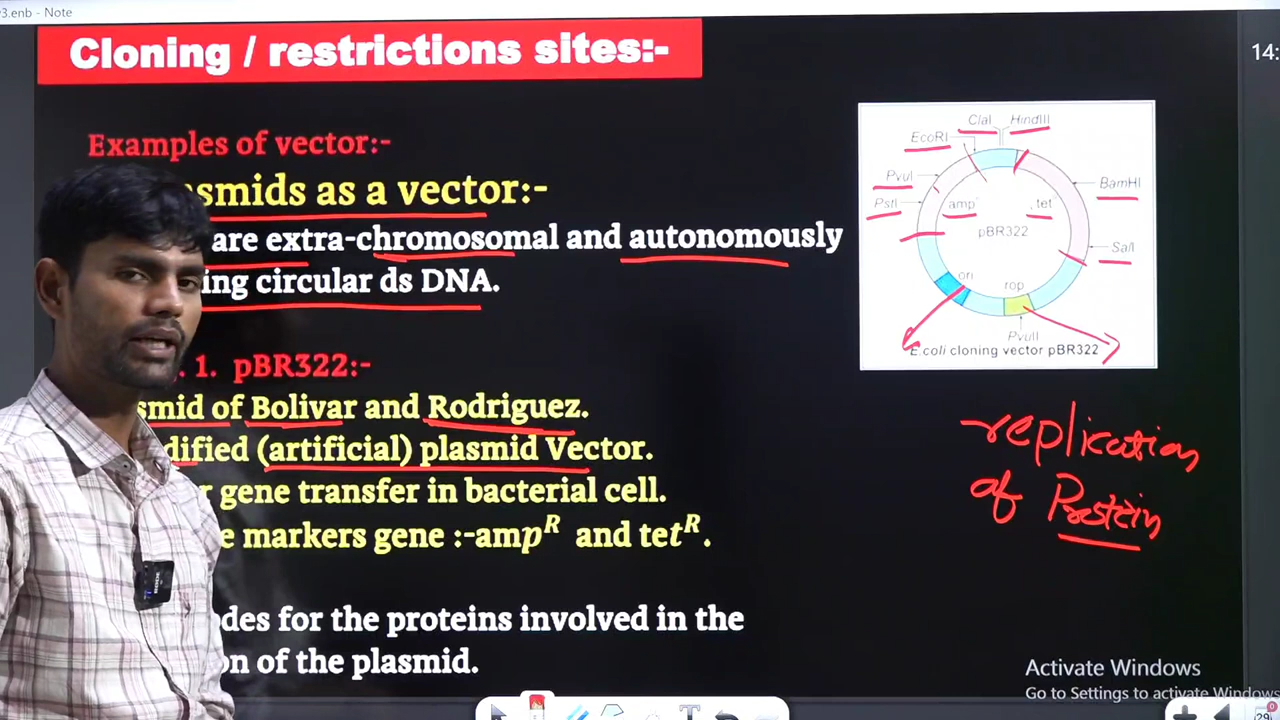 v3.enb - Note
Cloning / restrictions sites:-
14:
Examples of vector:-
smids as a vector:-
are extra-chromosomal and autonomously
ing circular ds DNA.
1. pBR322:-
smid of Bolivar and Rodriguez.
dified (artificial) plasmid Vector.
gene transfer in bacterial cell.
e markers gene :-ampᴿ and tetᴿ.
des for the proteins involved in the
on of the plasmid.
ClaI HindIII
EcoRI
PvuI
BamHI
PstI
amp tet
pBR322
SalI
ori
rop
PvuII
E.coli cloning vector pBR322
replication
of Protein
Activate Windows
Go to Settings to activate Windows